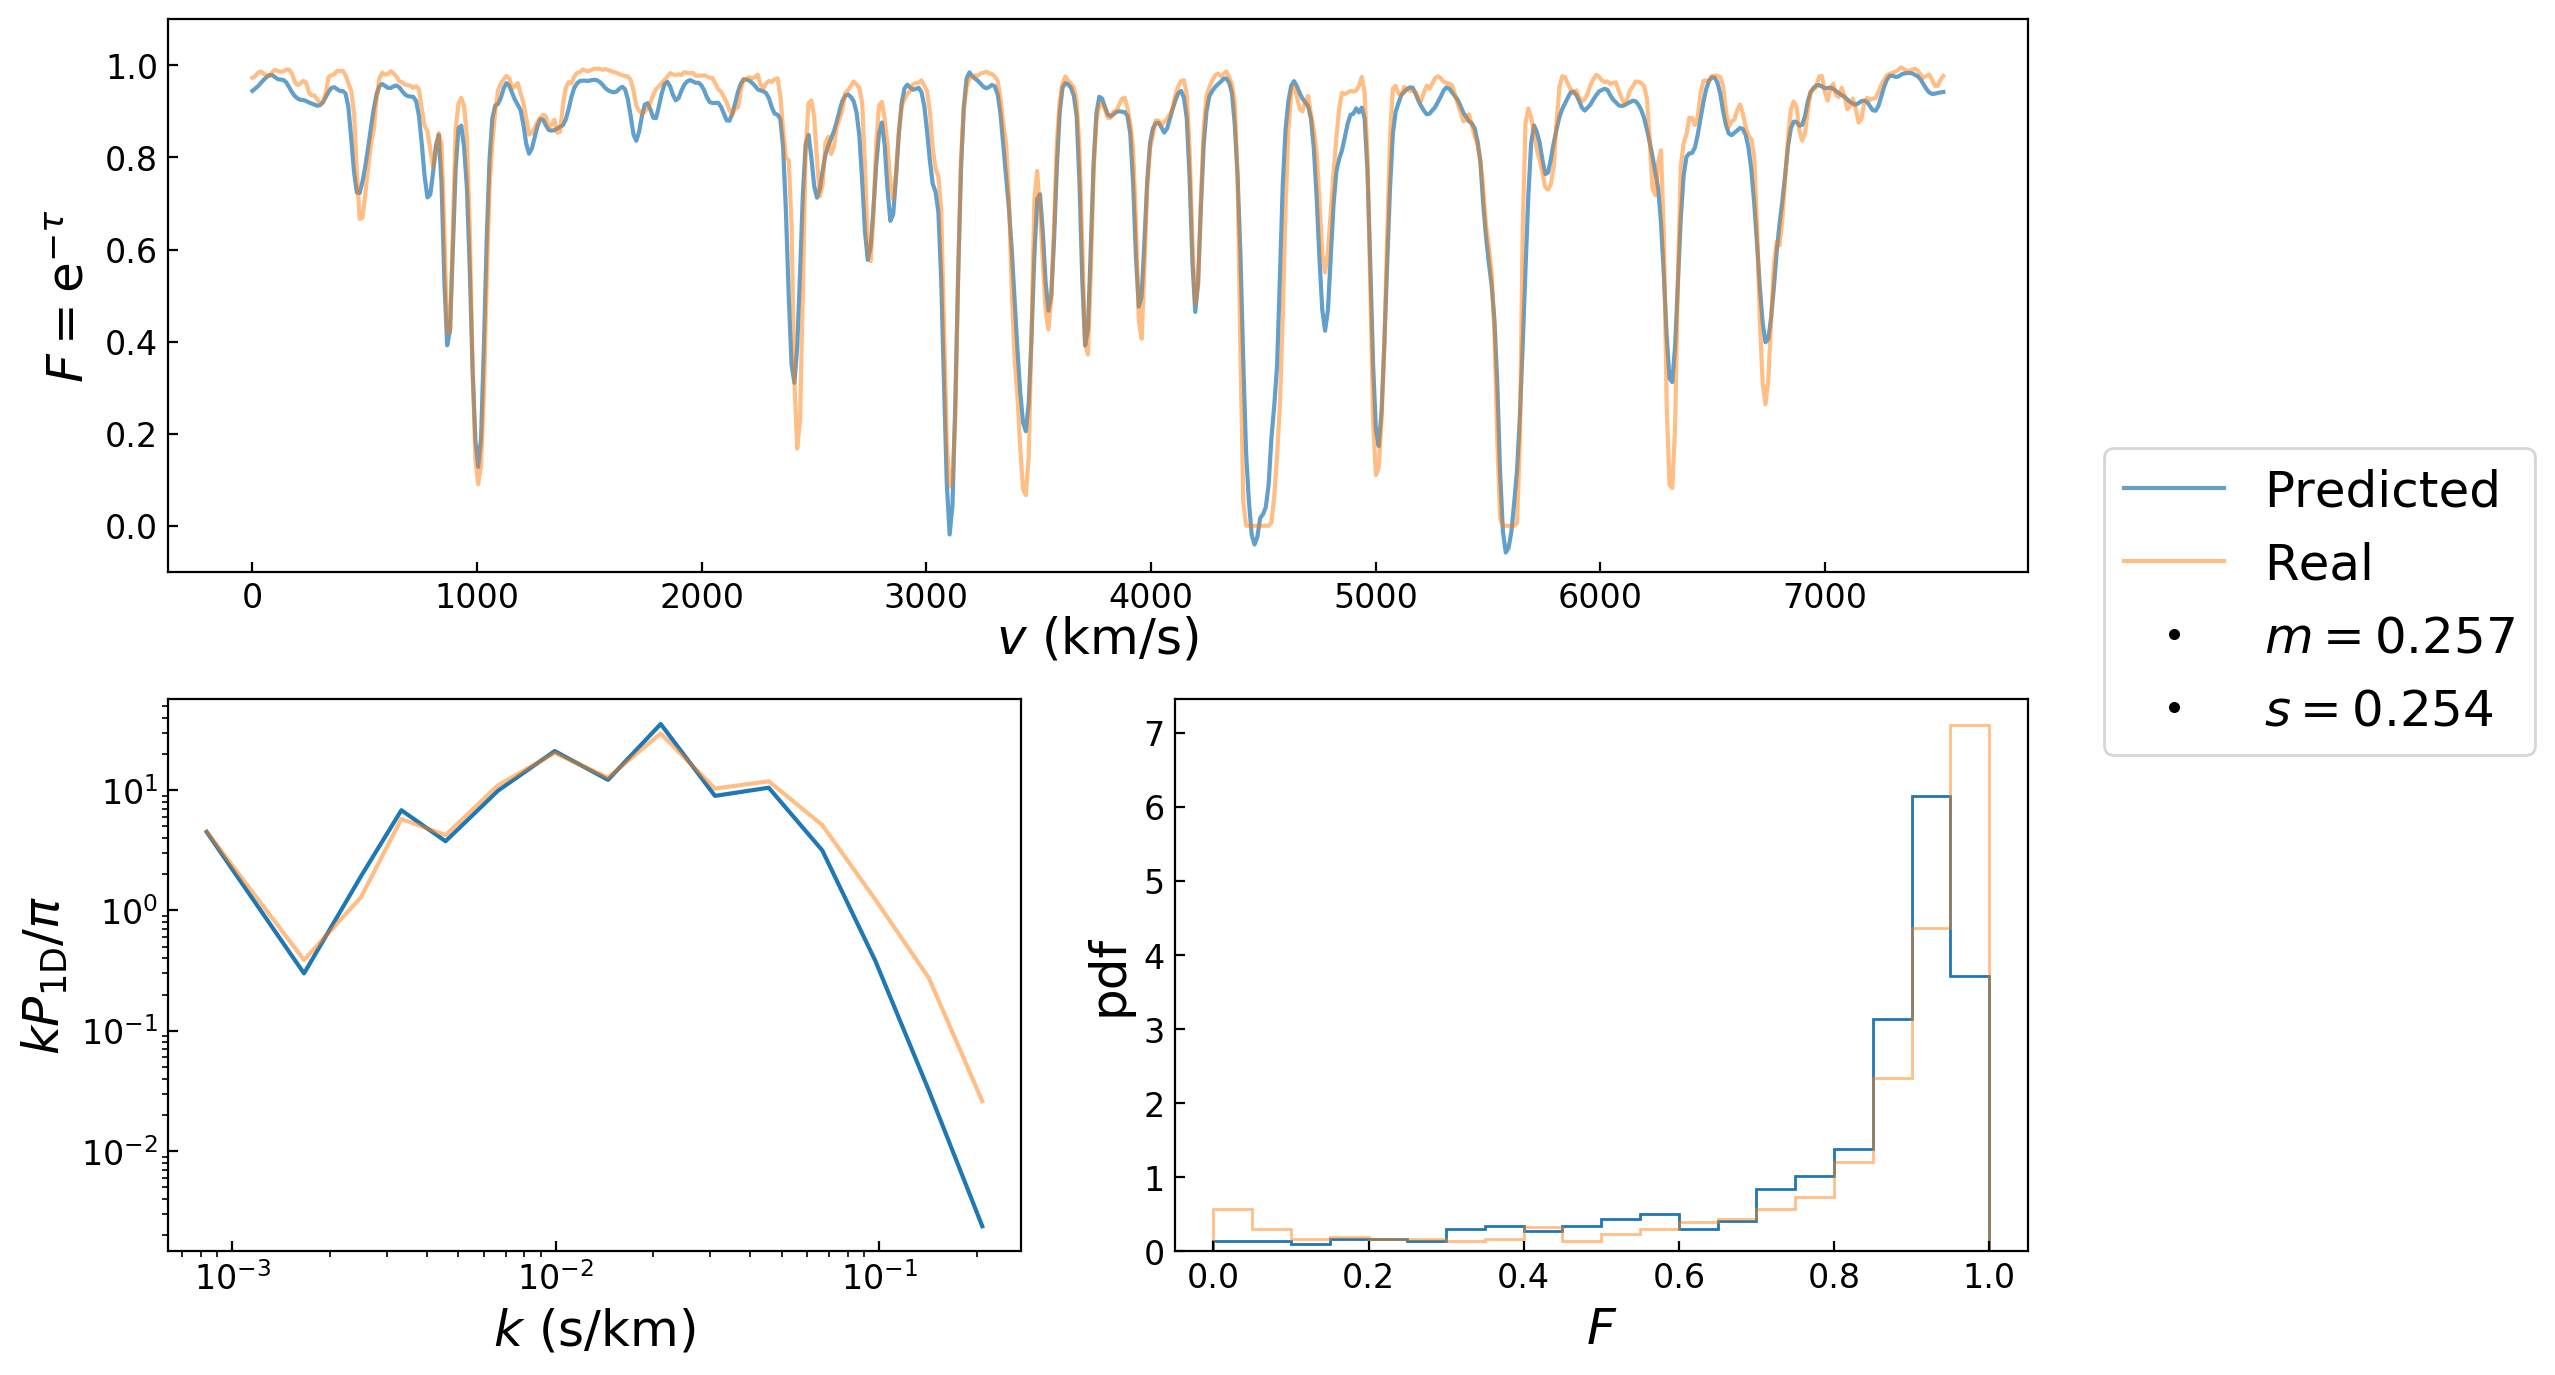 1.0
0.8
0.6
0.4
0.2
0.0
F = e^{−τ}
0 1000 2000 3000 4000 5000 6000 7000
v (km/s)
Predicted
Real
m = 0.257
s = 0.254
10^1
10^0
10^{−1}
10^{−2}
kP_{1D}/π
10^{−3} 10^{−2} 10^{−1}
k (s/km)
7
6
5
4
3
2
1
0
pdf
0.0 0.2 0.4 0.6 0.8 1.0
F